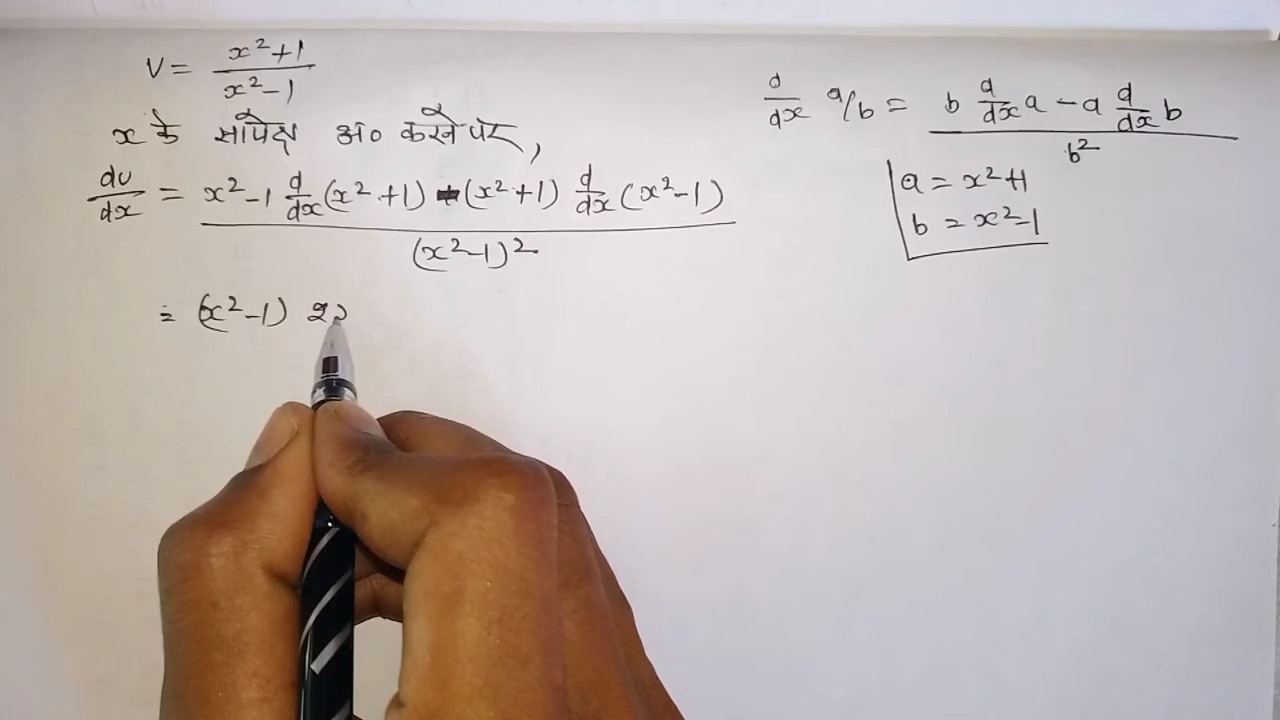 v = x²+1 / x²-1
x के सापेक्ष अ० करने पर,
dv/dx = x²-1 d/dx (x²+1) - (x²+1) d/dx (x²-1) / (x²-1)²
= (x²-1) 2
d/dx a/b = b d/dx a - a d/dx b / b²
a = x²+1
b = x²-1